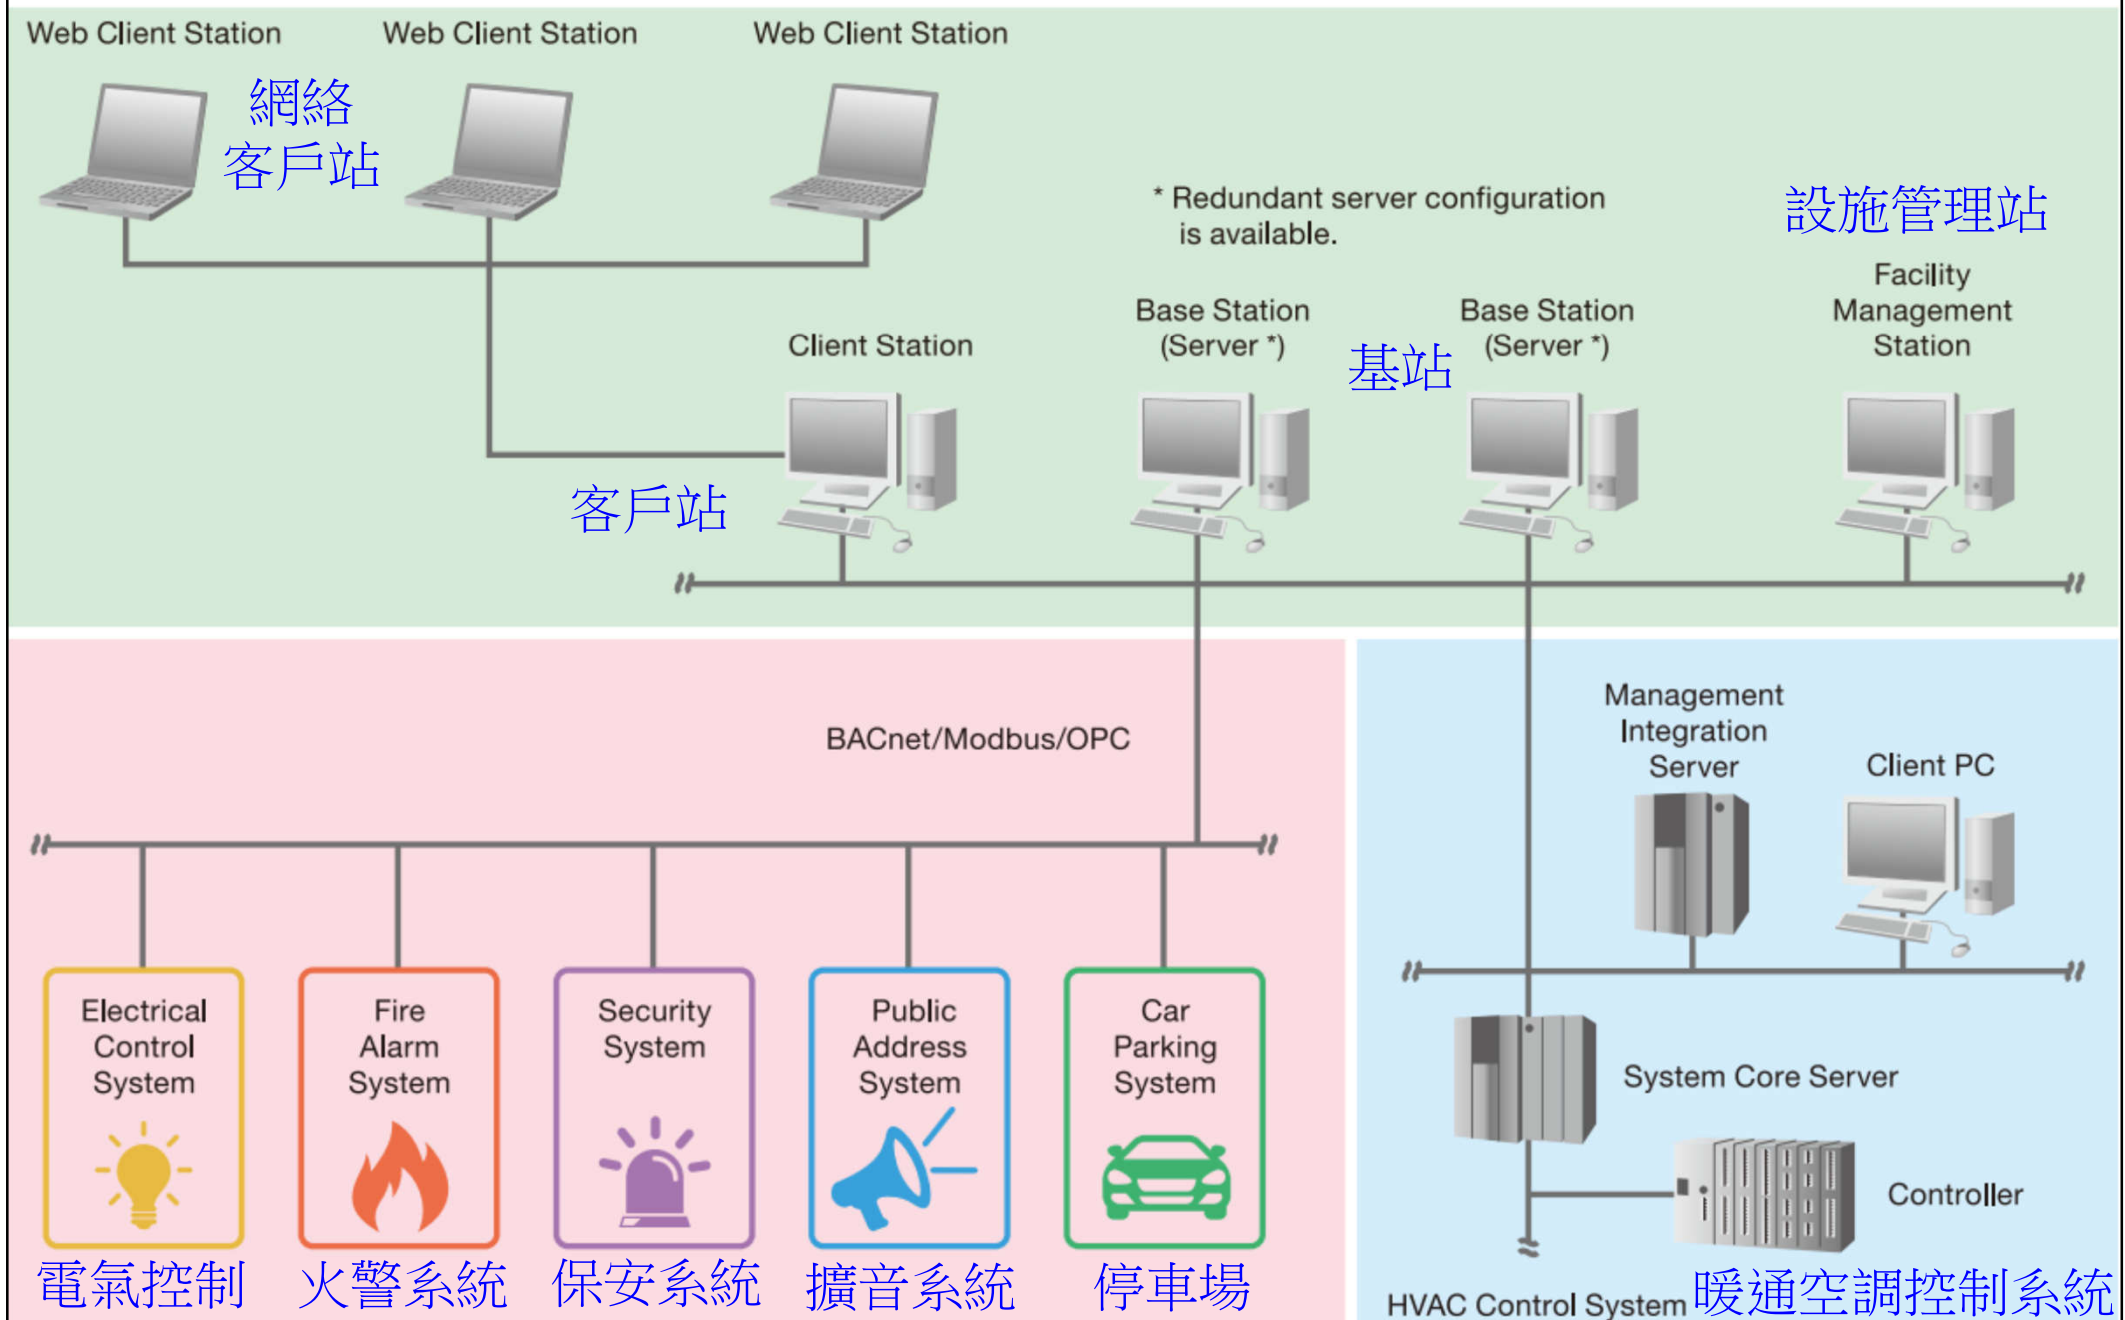 Web Client Station
Web Client Station
Web Client Station
網絡
客戶站
* Redundant server configuration
is available.
設施管理站
Facility
Management
Station
Base Station
(Server *)
基站
Base Station
(Server *)
Client Station
客戶站
BACnet/Modbus/OPC
Management
Integration
Server
Client PC
Electrical
Control
System
Fire
Alarm
System
Security
System
Public
Address
System
Car
Parking
System
System Core Server
Controller
電氣控制
火警系統
保安系統
擴音系統
停車場
HVAC Control System
暖通空調控制系統